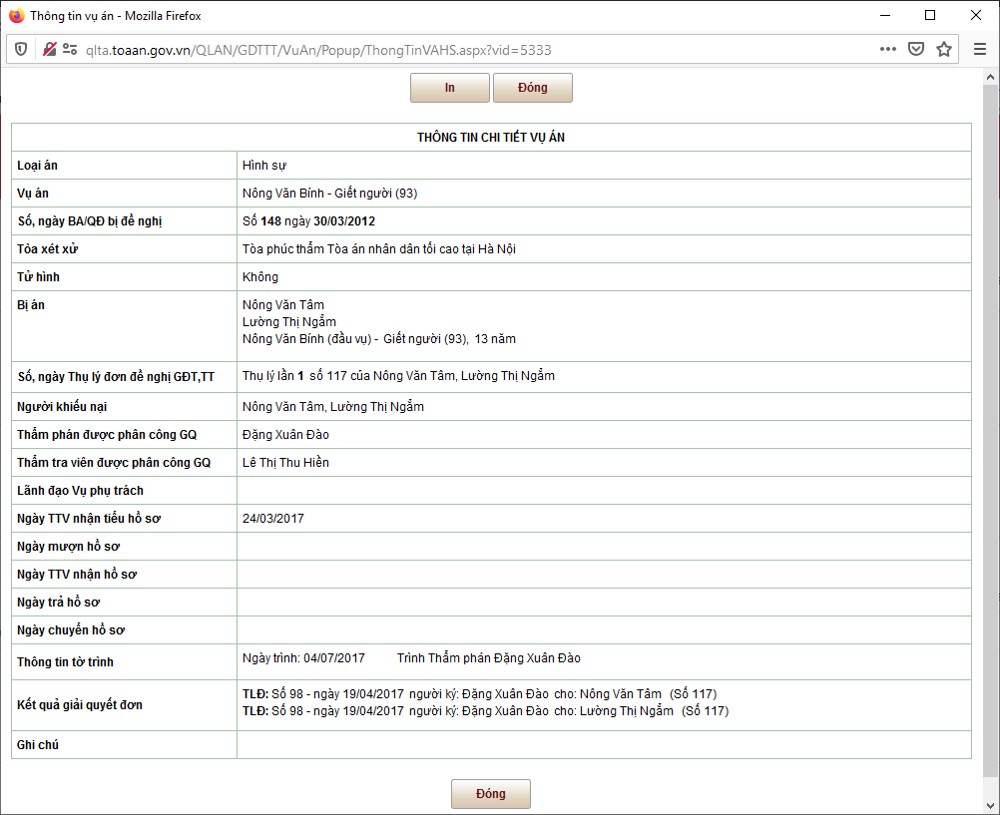 Thông tin vụ án - Mozilla Firefox
qlta.toaan.gov.vn/QLAN/GDTTT/VuAn/Popup/ThongTinVAHS.aspx?vid=5333
In Đóng
THÔNG TIN CHI TIẾT VỤ ÁN
Loại án Hình sự
Vụ án Nông Văn Bính - Giết người (93)
Số, ngày BA/QĐ bị đề nghị Số 148 ngày 30/03/2012
Tòa xét xử Tòa phúc thẩm Tòa án nhân dân tối cao tại Hà Nội
Tử hình Không
Bị án Nông Văn Tâm
Lường Thị Ngẩm
Nông Văn Bính (đầu vụ) - Giết người (93), 13 năm
Số, ngày Thụ lý đơn đề nghị GĐT,TT Thụ lý lần 1 số 117 của Nông Văn Tâm, Lường Thị Ngẩm
Người khiếu nại Nông Văn Tâm, Lường Thị Ngẩm
Thẩm phán được phân công GQ Đặng Xuân Đào
Thẩm tra viên được phân công GQ Lê Thị Thu Hiền
Lãnh đạo Vụ phụ trách
Ngày TTV nhận tiểu hồ sơ 24/03/2017
Ngày mượn hồ sơ
Ngày TTV nhận hồ sơ
Ngày trả hồ sơ
Ngày chuyển hồ sơ
Thông tin tờ trình Ngày trình: 04/07/2017 Trình Thẩm phán Đặng Xuân Đào
Kết quả giải quyết đơn TLĐ: Số 98 - ngày 19/04/2017 người ký: Đặng Xuân Đào cho: Nông Văn Tâm (Số 117)
TLĐ: Số 98 - ngày 19/04/2017 người ký: Đặng Xuân Đào cho: Lường Thị Ngẩm (Số 117)
Ghi chú
Đóng